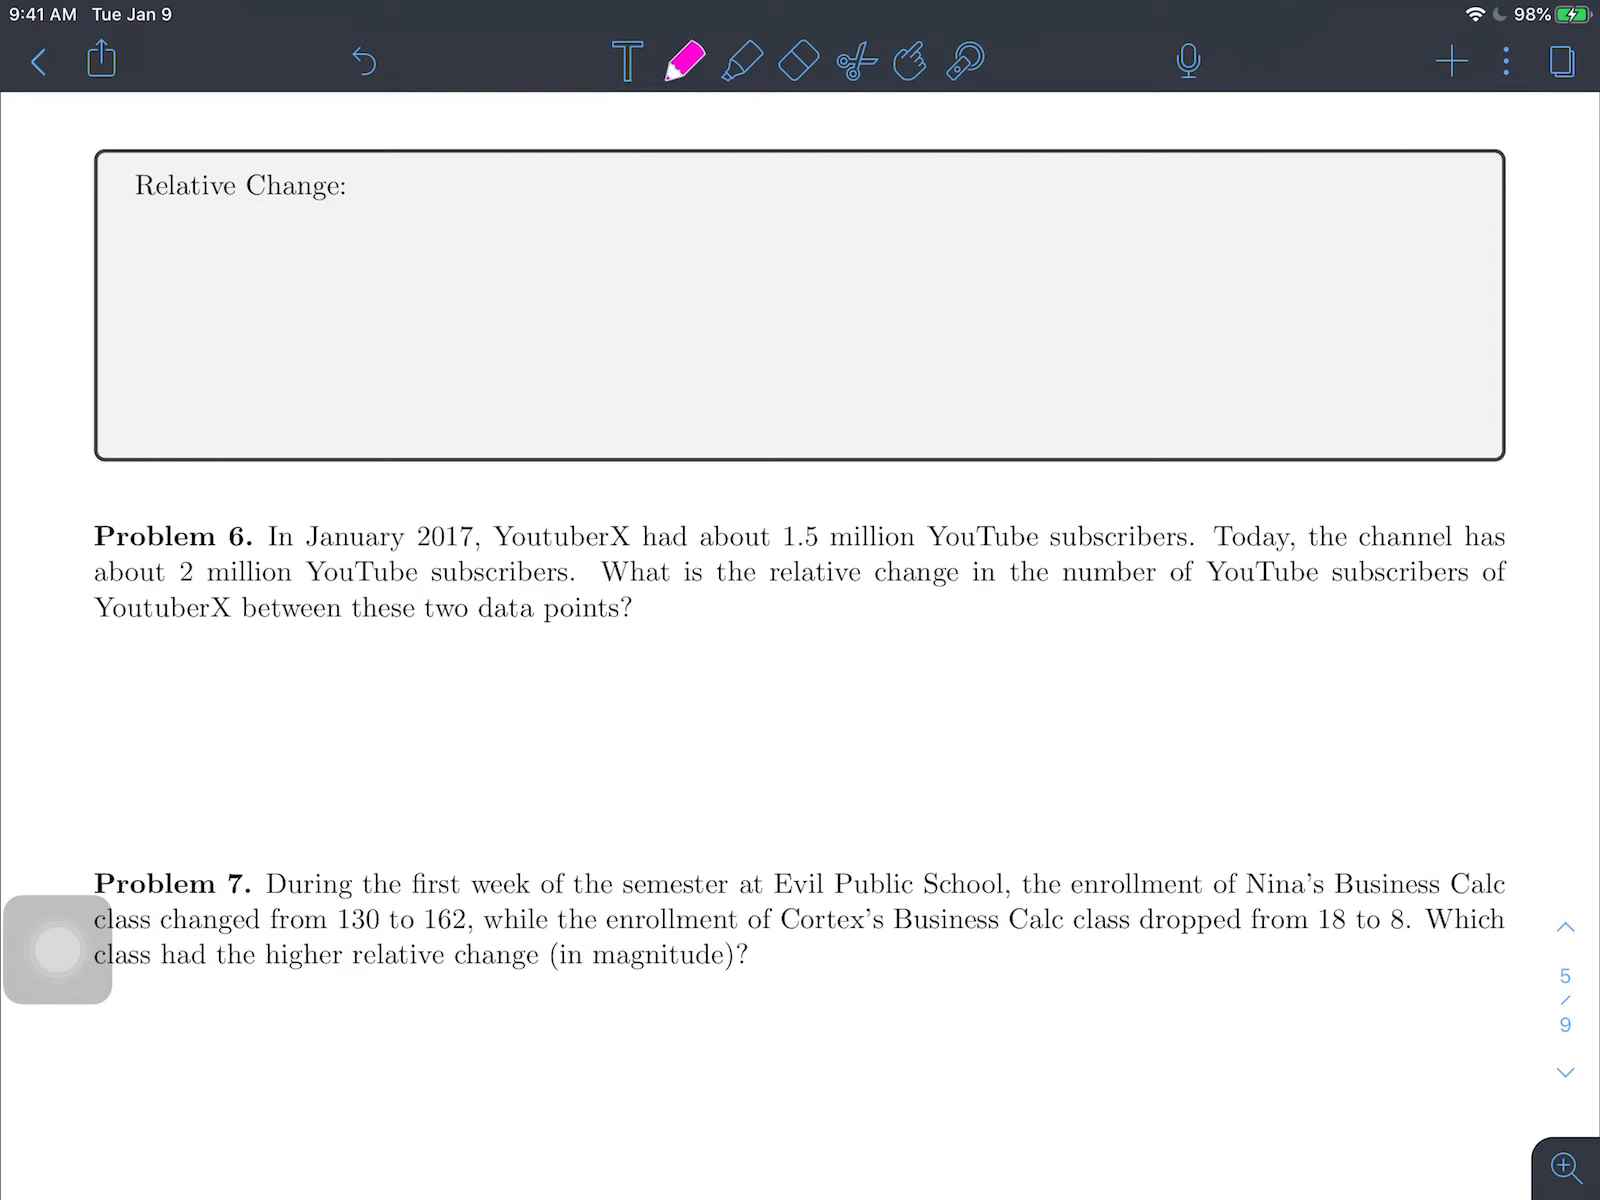 9:41 AM Tue Jan 9
98%
T
Relative Change:
Problem 6. In January 2017, YoutuberX had about 1.5 million YouTube subscribers. Today, the channel has
about 2 million YouTube subscribers. What is the relative change in the number of YouTube subscribers of
YoutuberX between these two data points?
Problem 7. During the first week of the semester at Evil Public School, the enrollment of Nina's Business Calc
class changed from 130 to 162, while the enrollment of Cortex's Business Calc class dropped from 18 to 8. Which
class had the higher relative change (in magnitude)?
5
/
9